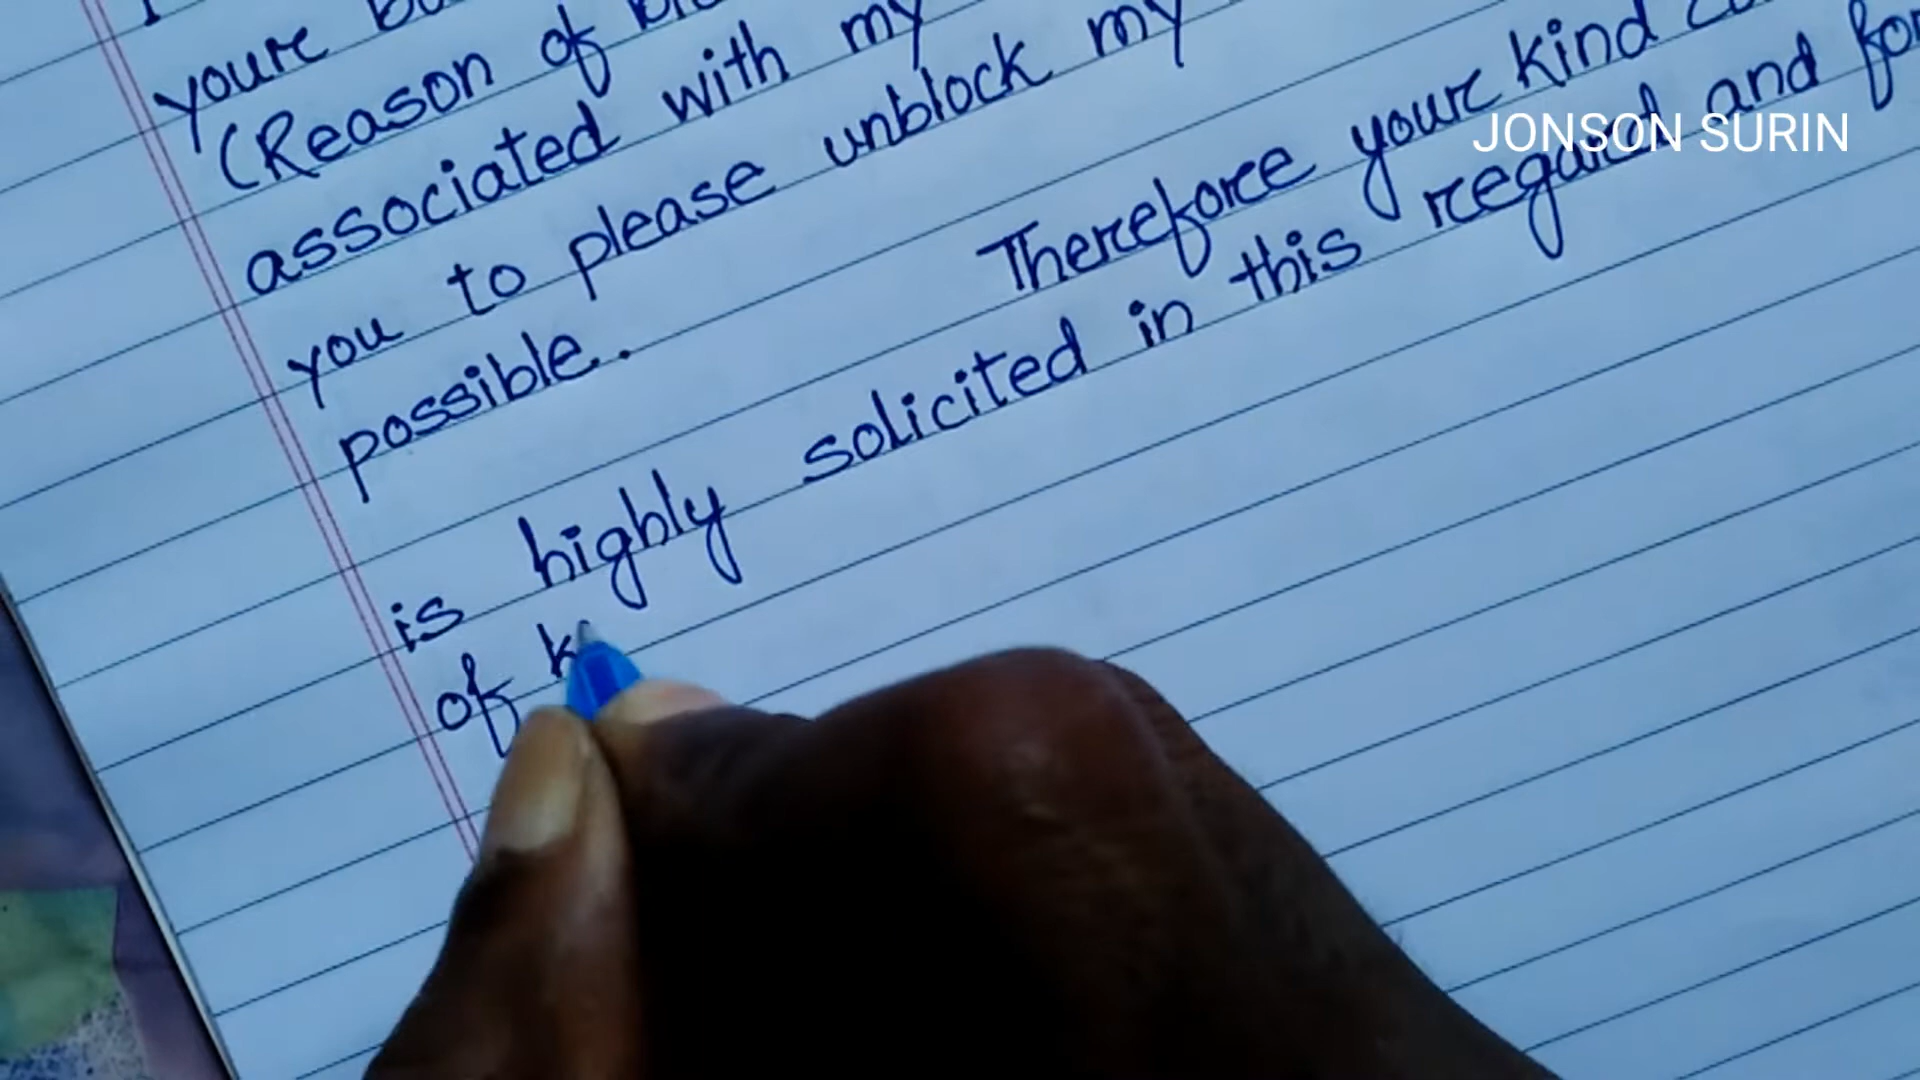 youre
(Reason of
associated with my
you to please unblock my
possible.
Therefore your kind
is highly solicited in this regard and for
of
JONSON SURIN